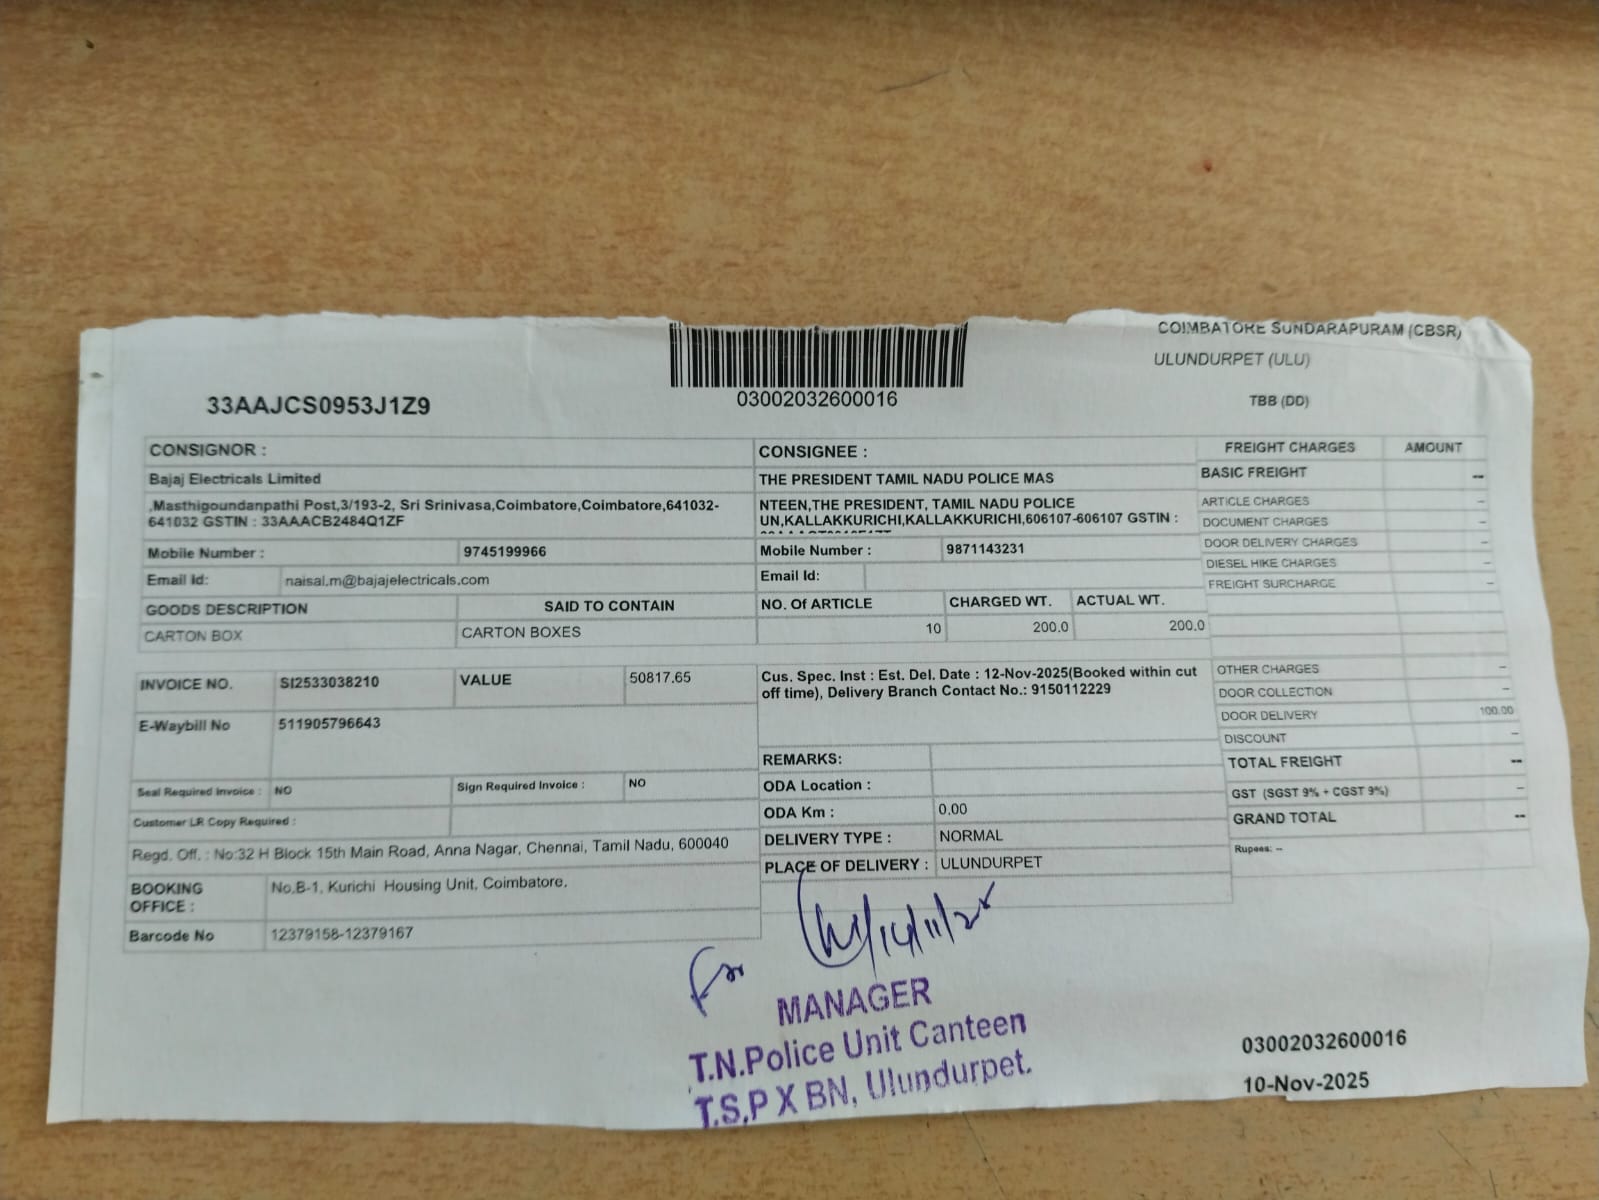 COIMBATORE SUNDARAPURAM (CBSR)
ULUNDURPET (ULU)
33AAJCS0953J1Z9
03002032600016
TBB (DD)
CONSIGNOR :
CONSIGNEE :
FREIGHT CHARGES AMOUNT
Bajaj Electricals Limited
THE PRESIDENT TAMIL NADU POLICE MAS
BASIC FREIGHT --
,Masthigoundanpathi Post,3/193-2, Sri Srinivasa,Coimbatore,Coimbatore,641032-
641032 GSTIN : 33AAACB2484Q1ZF
NTEEN,THE PRESIDENT, TAMIL NADU POLICE
UN,KALLAKKURICHI,KALLAKKURICHI,606107-606107 GSTIN :
ARTICLE CHARGES --
DOCUMENT CHARGES --
Mobile Number : 9745199966
Mobile Number : 9871143231
DOOR DELIVERY CHARGES --
DIESEL HIKE CHARGES --
Email Id: naisal.m@bajajelectricals.com
Email Id:
FREIGHT SURCHARGE --
GOODS DESCRIPTION SAID TO CONTAIN
NO. Of ARTICLE CHARGED WT. ACTUAL WT.
CARTON BOX CARTON BOXES
10 200.0 200.0
INVOICE NO. SI2533038210 VALUE 50817.65
Cus. Spec. Inst : Est. Del. Date : 12-Nov-2025(Booked within cut
off time), Delivery Branch Contact No.: 9150112229
OTHER CHARGES --
DOOR COLLECTION --
DOOR DELIVERY 100.00
DISCOUNT --
E-Waybill No 511905796643
REMARKS:
TOTAL FREIGHT --
Seal Required Invoice : NO Sign Required Invoice : NO
ODA Location :
GST (SGST 9% + CGST 9%) --
Customer LR Copy Required :
ODA Km : 0.00
GRAND TOTAL --
Regd. Off. : No:32 H Block 15th Main Road, Anna Nagar, Chennai, Tamil Nadu, 600040
DELIVERY TYPE : NORMAL
Rupees: --
BOOKING
OFFICE :
No.B-1, Kurichi Housing Unit, Coimbatore.
PLACE OF DELIVERY : ULUNDURPET
Barcode No 12379158-12379167
For
14/11/25
MANAGER
T.N.Police Unit Canteen
T.S.P X BN, Ulundurpet.
03002032600016
10-Nov-2025